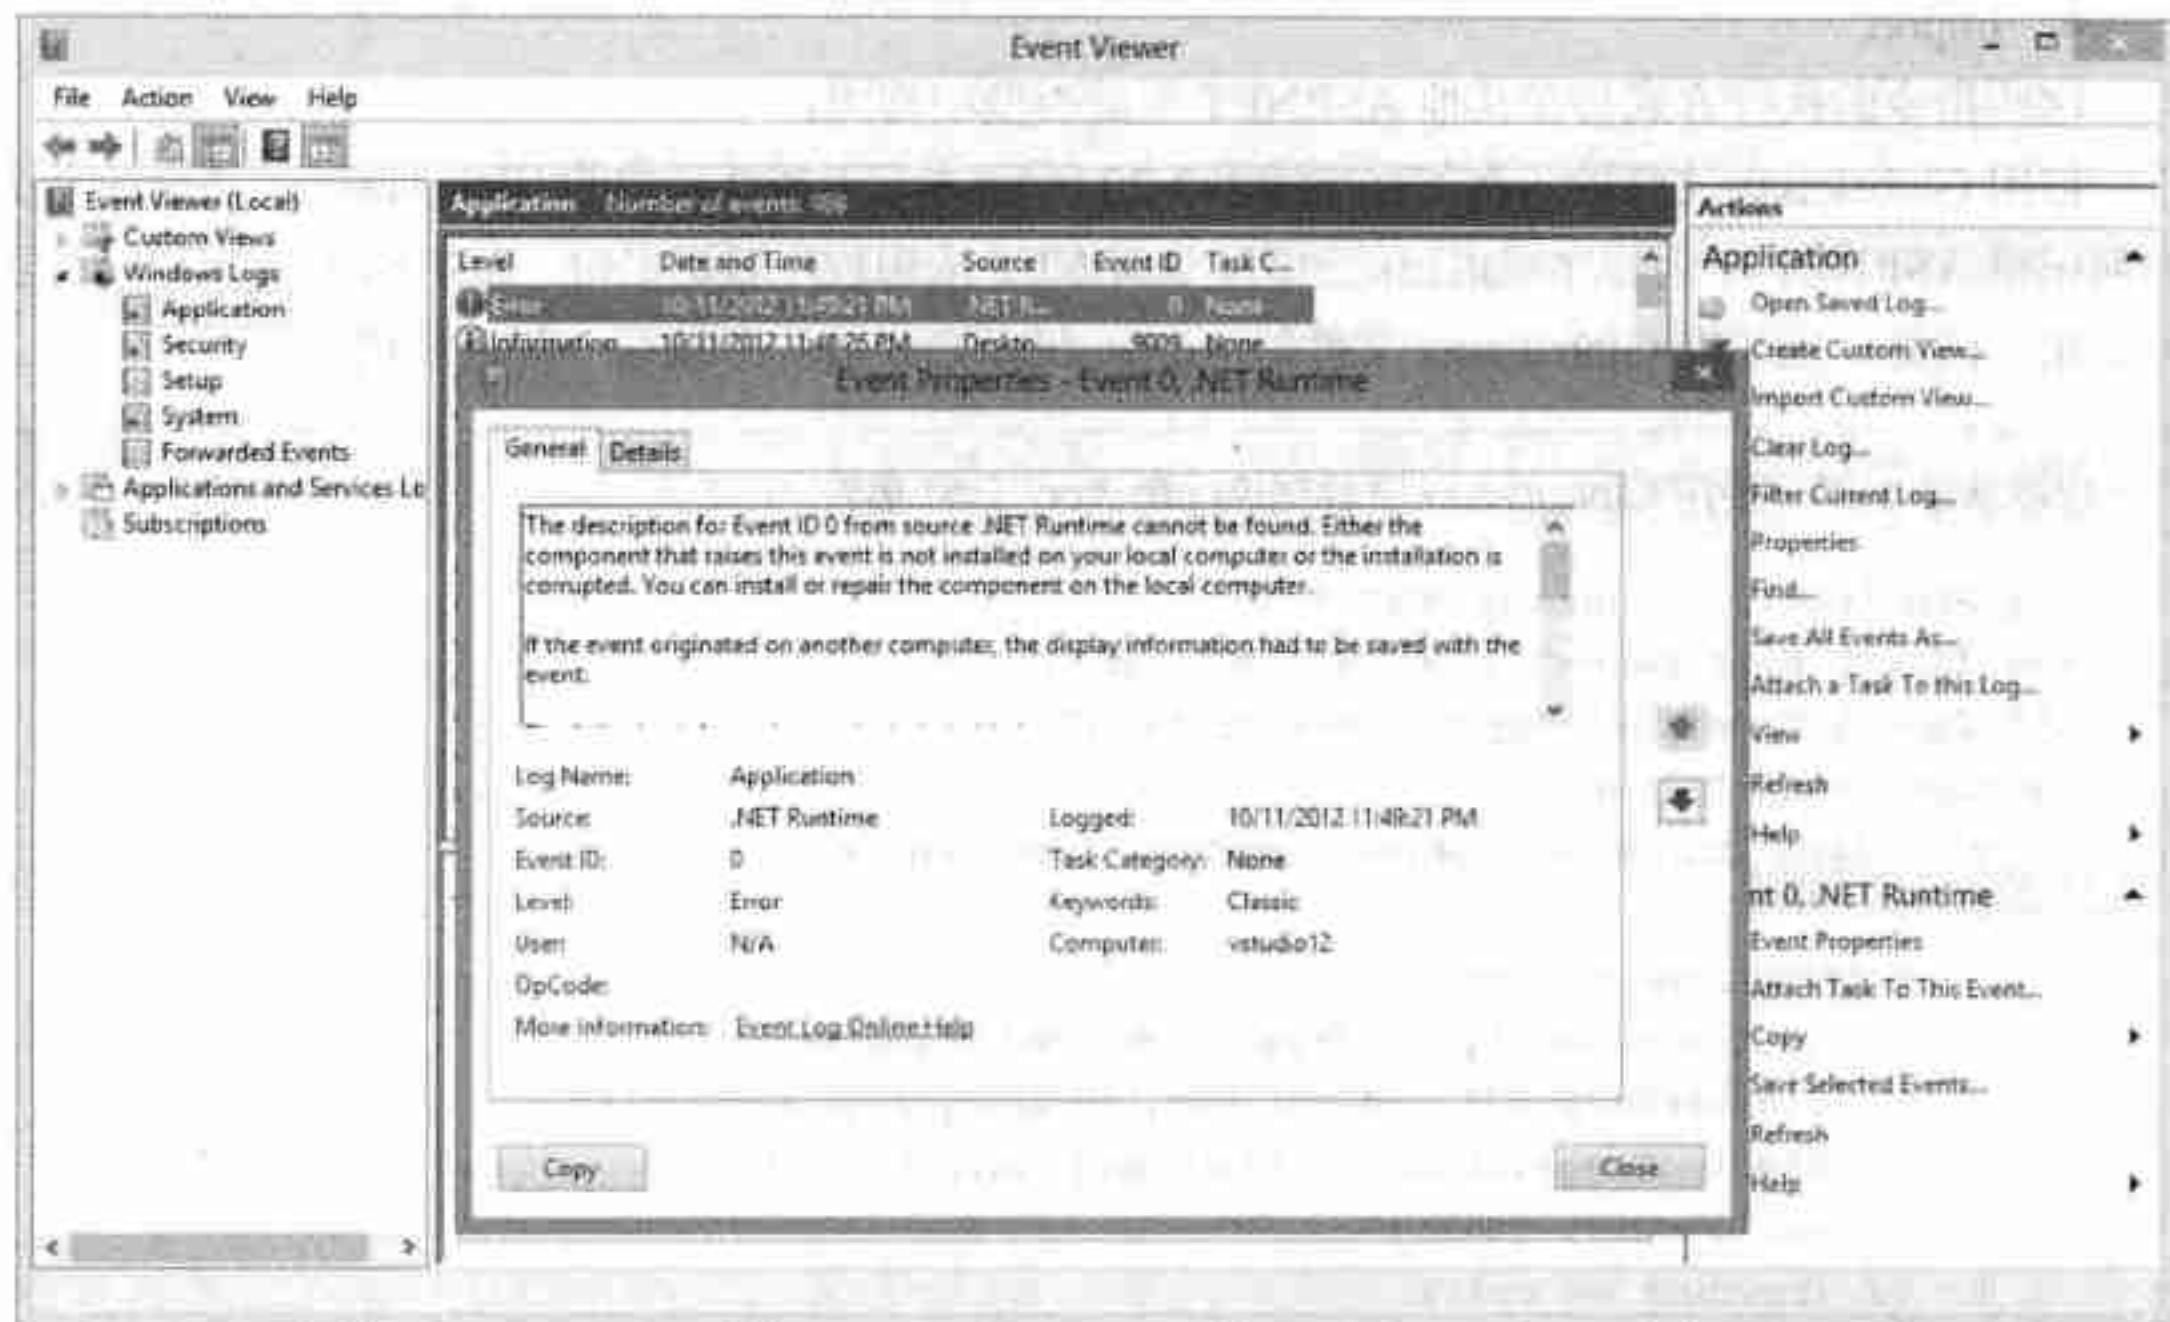 Event Viewer
File Action View Help
Event Viewer (Local)
Custom Views
Windows Logs
Application
Security
Setup
System
Forwarded Events
Applications and Services Lo
Subscriptions
Application Number of events:
Level Date and Time Source Event ID Task C...
Error 10/11/2012 11:49:21 PM .NET R... 0 None
Information 10/11/2012 11:48:26 PM Deskto... 9009 None
Event Properties - Event 0, .NET Runtime
General Details
The description for Event ID 0 from source .NET Runtime cannot be found. Either the
component that raises this event is not installed on your local computer or the installation is
corrupted. You can install or repair the component on the local computer.
If the event originated on another computer, the display information had to be saved with the
event.
Log Name: Application
Source: .NET Runtime Logged: 10/11/2012 11:49:21 PM
Event ID: 0 Task Category: None
Level: Error Keywords: Classic
User: N/A Computer: vstudio12
OpCode:
More Information: Event Log Online Help
Copy Close
Actions
Application
Open Saved Log...
Create Custom View...
Import Custom View...
Clear Log...
Filter Current Log...
Properties
Find...
Save All Events As...
Attach a Task To this Log...
View
Refresh
Help
nt 0, .NET Runtime
Event Properties
Attach Task To This Event...
Copy
Save Selected Events...
Refresh
Help